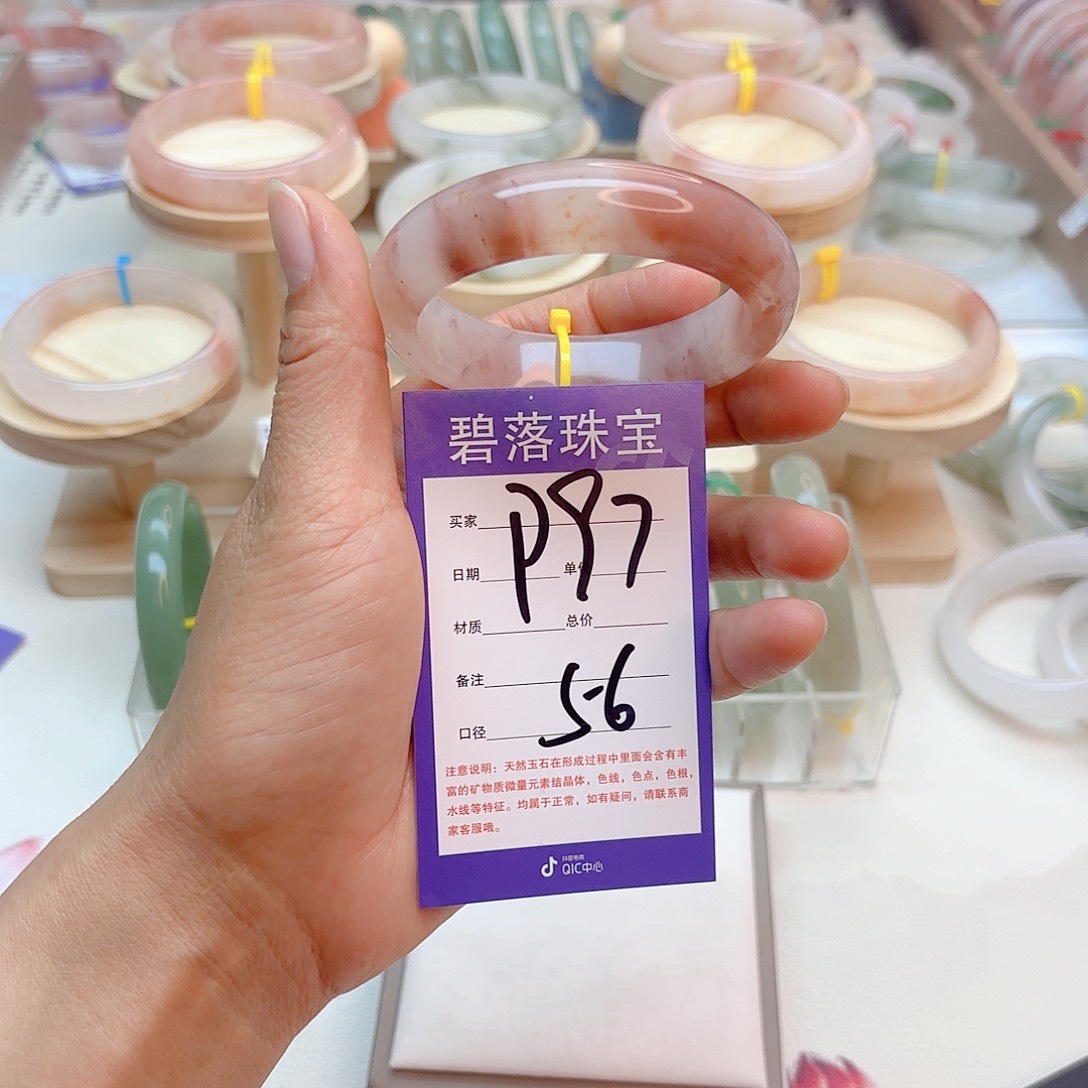 碧落珠宝
买家 P97
日期 单价
材质 总价
备注
口径 56
注意说明：天然玉石在形成过程中里面会含有丰
富的矿物质微量元素结晶体，色线，色点，色根，
水线等特征。均属于正常，如有疑问，请联系商
家客服哦。
抖音电商
QIC中心